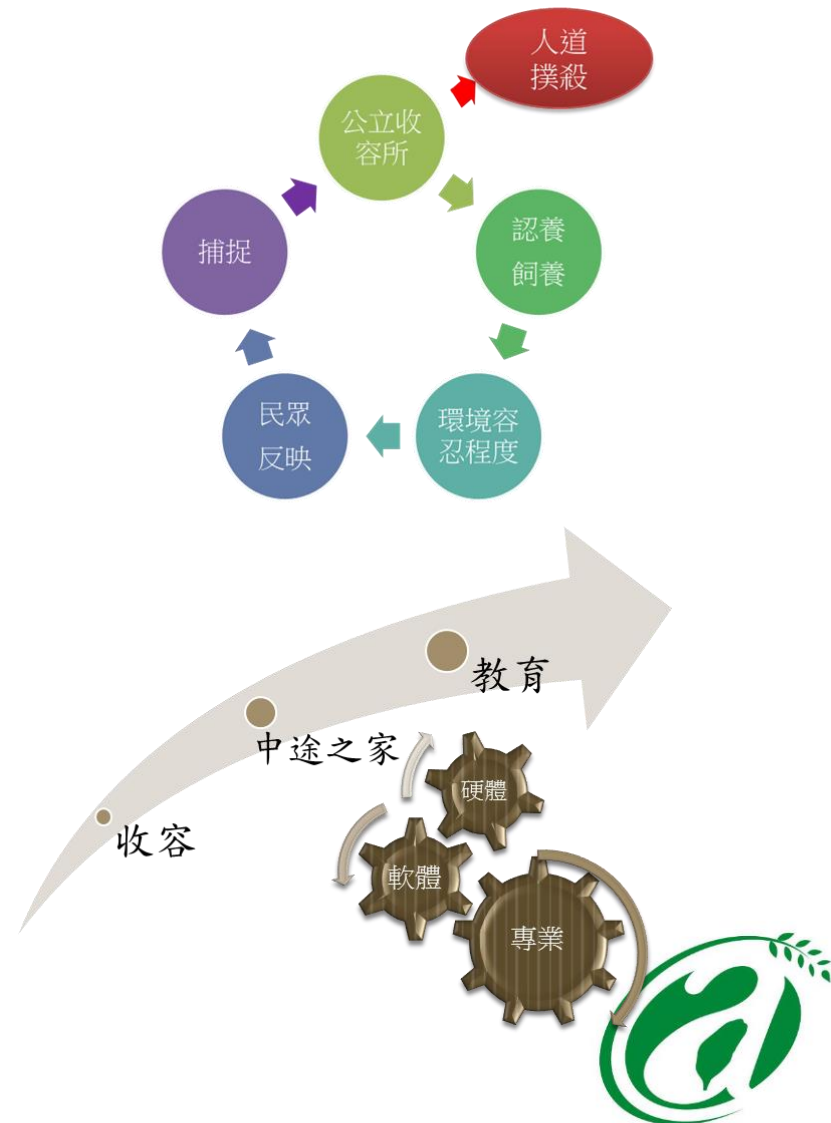 人道
撲殺
公立收
容所
認養
飼養
捕捉
環境容
忍程度
民眾
反映
教育
中途之家
收容
硬體
軟體
專業